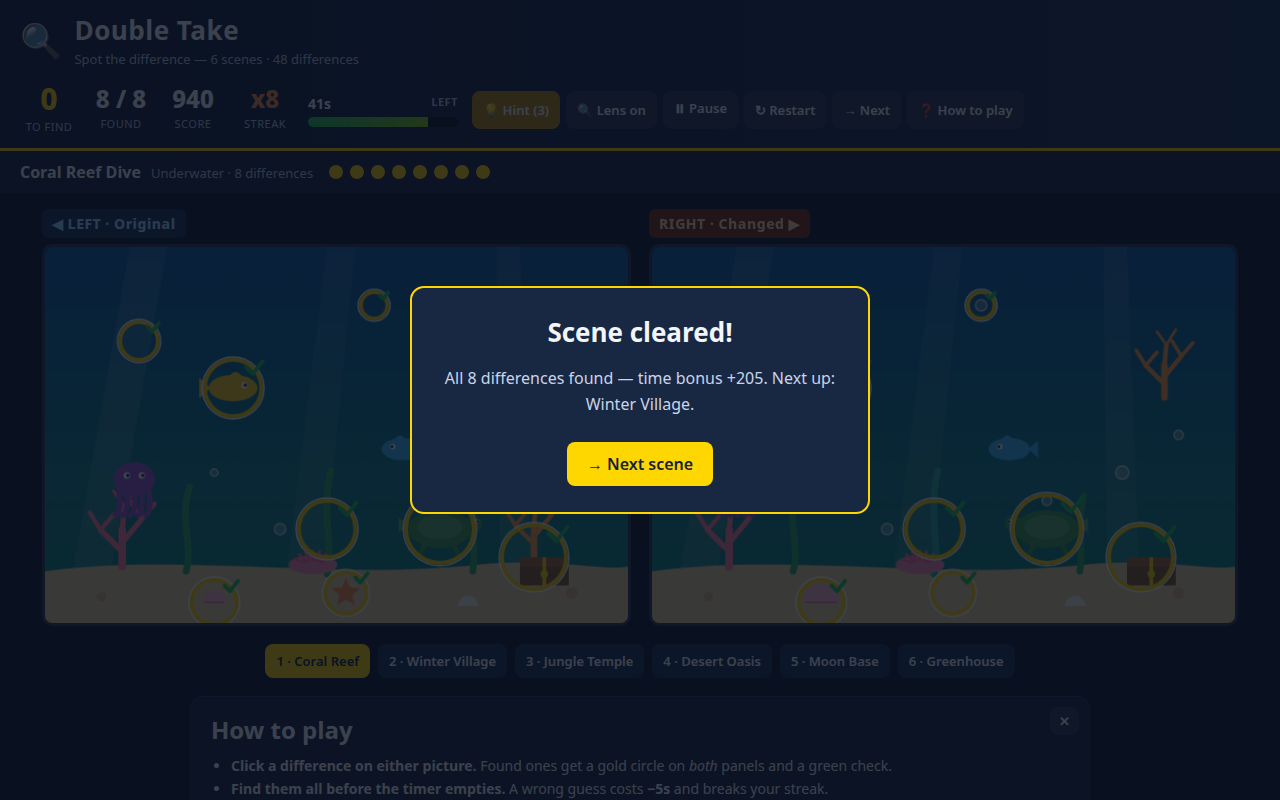 Double Take
Spot the difference — 6 scenes · 48 differences
0
TO FIND
8 / 8
FOUND
940
SCORE
x8
STREAK
41s
LEFT
Hint (3)
Lens on
Pause
Restart
→ Next
How to play
Coral Reef Dive
Underwater · 8 differences
◀ LEFT · Original
RIGHT · Changed ▶
Scene cleared!
All 8 differences found — time bonus +205. Next up:
Winter Village.
→ Next scene
1 · Coral Reef
2 · Winter Village
3 · Jungle Temple
4 · Desert Oasis
5 · Moon Base
6 · Greenhouse
How to play
• Click a difference on either picture. Found ones get a gold circle on both panels and a green check.
• Find them all before the timer empties. A wrong guess costs −5s and breaks your streak.